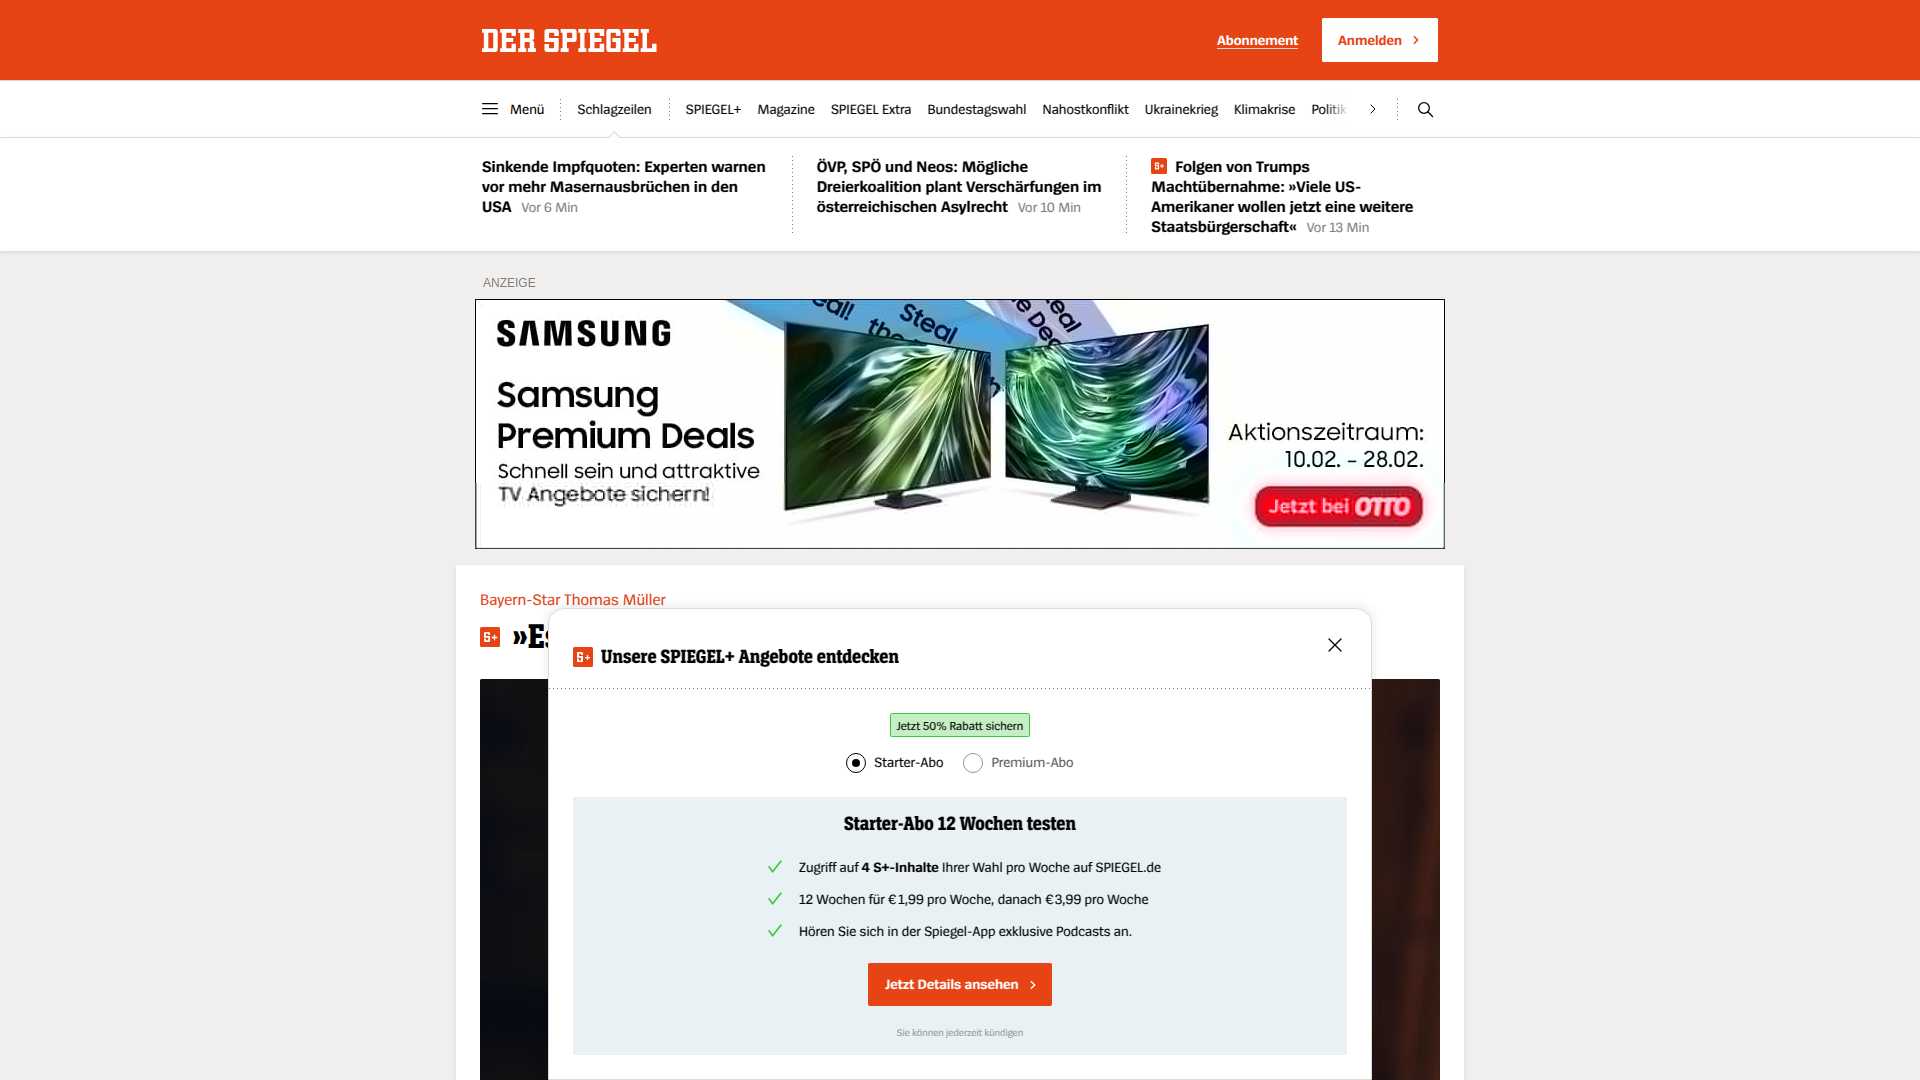 DER SPIEGEL
Abonnement
Anmelden
Menü
Schlagzeilen
SPIEGEL+
Magazine
SPIEGEL Extra
Bundestagswahl
Nahostkonflikt
Ukrainekrieg
Klimakrise
Politik
Sinkende Impfquoten: Experten warnen
vor mehr Masernausbrüchen in den
USA Vor 6 Min
ÖVP, SPÖ und Neos: Mögliche
Dreierkoalition plant Verschärfungen im
österreichischen Asylrecht Vor 10 Min
S+ Folgen von Trumps
Machtübernahme: »Viele US-
Amerikaner wollen jetzt eine weitere
Staatsbürgerschaft« Vor 13 Min
ANZEIGE
SAMSUNG
Samsung
Premium Deals
Schnell sein und attraktive
TV Angebote sichern!
Steal
Aktionszeitraum:
10.02. – 28.02.
Jetzt bei OTTO
Bayern-Star Thomas Müller
S+ »Es
S+ Unsere SPIEGEL+ Angebote entdecken
Jetzt 50% Rabatt sichern
Starter-Abo
Premium-Abo
Starter-Abo 12 Wochen testen
Zugriff auf 4 S+-Inhalte Ihrer Wahl pro Woche auf SPIEGEL.de
12 Wochen für € 1,99 pro Woche, danach € 3,99 pro Woche
Hören Sie sich in der Spiegel-App exklusive Podcasts an.
Jetzt Details ansehen
Sie können jederzeit kündigen